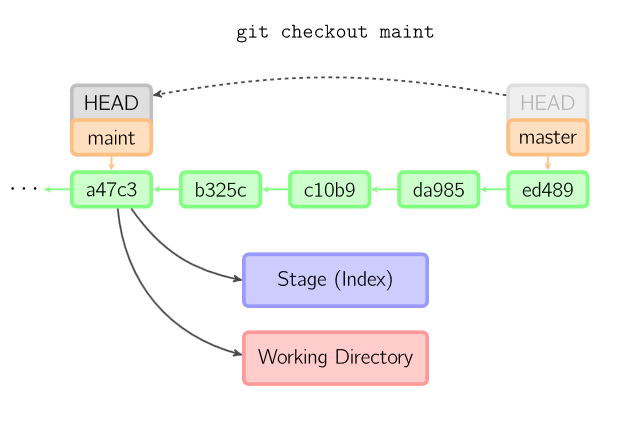 git checkout maint
HEAD
HEAD
maint
master
... a47c3 b325c c10b9 da985 ed489
Stage (Index)
Working Directory